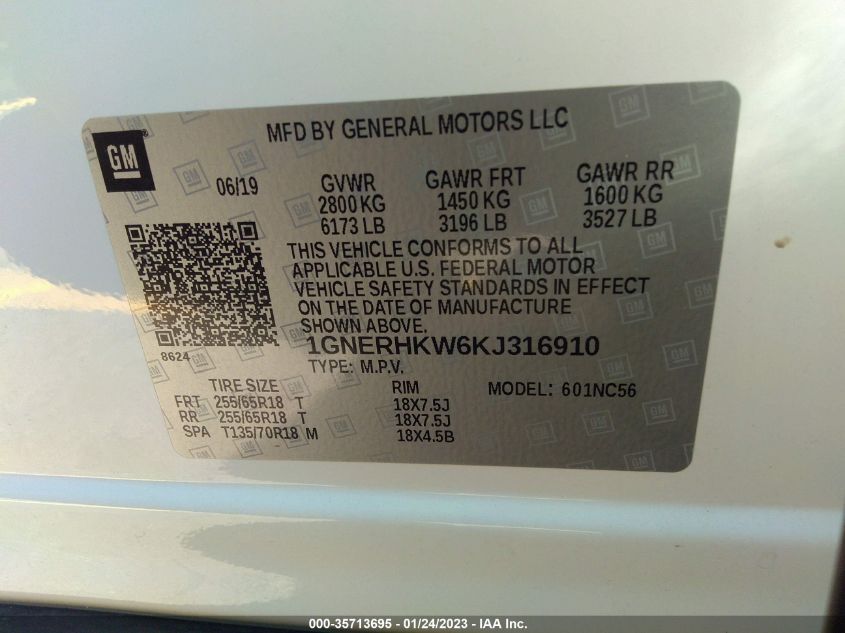 MFD BY GENERAL MOTORS LLC
GM
06/19 GVWR GAWR FRT GAWR RR
2800 KG 1450 KG 1600 KG
6173 LB 3196 LB 3527 LB
THIS VEHICLE CONFORMS TO ALL
APPLICABLE U.S. FEDERAL MOTOR
VEHICLE SAFETY STANDARDS IN EFFECT
ON THE DATE OF MANUFACTURE
SHOWN ABOVE.
8624
1GNERHKW6KJ316910
TYPE: M.P.V.
TIRE SIZE RIM MODEL: 601NC56
FRT 255/65R18 T 18X7.5J
RR 255/65R18 T 18X7.5J
SPA T135/70R18 M 18X4.5B
000-35713695 — 01/24/2023 — IAA Inc.